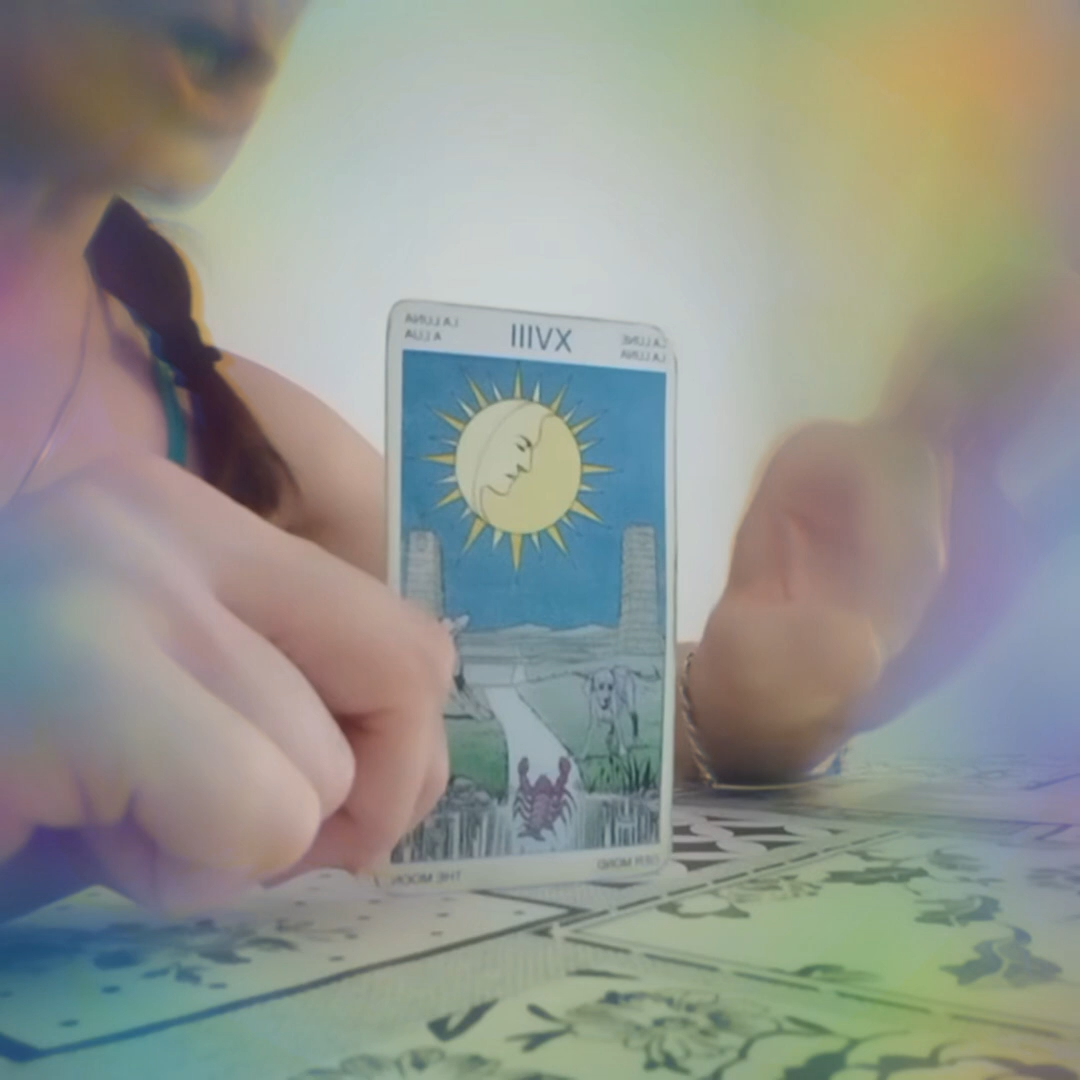 XVIII
LA LUNA
A LUA
LA LUNE
LA LUNA
THE MOON
DER MOND